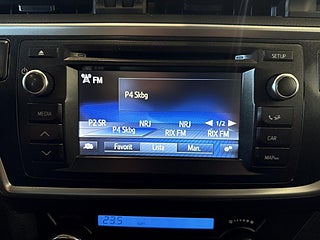 SETUP
FM
P4 Skbg
MEDIA
P2 SR NRJ NRJ 1/2
P4 Skbg RIX FM RIX FM
CAR
Favorit Lista Man.
MAP
23.5